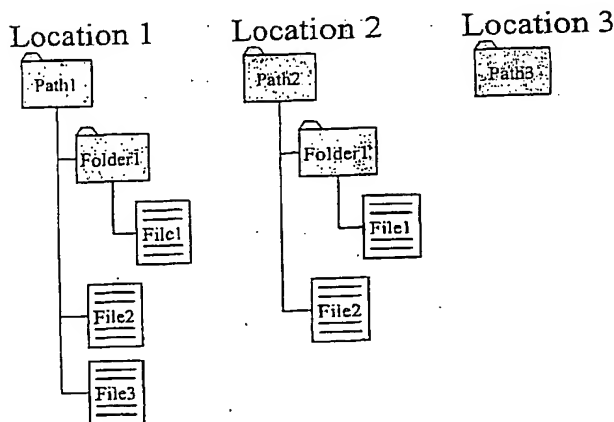 Location 1
Path1
Folder1
File1
File2
File3
Location 2
Path2
Folder1
File1
File2
Location 3
Path3